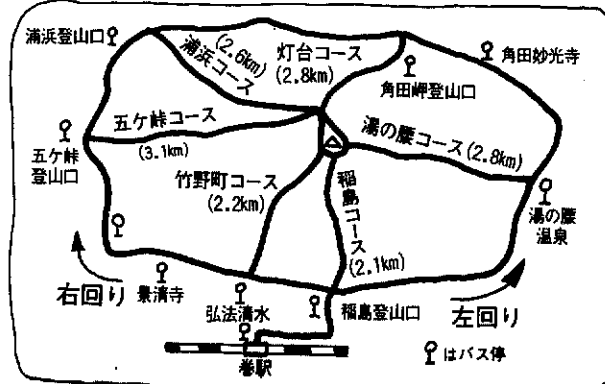 浦浜登山口
(2.6km)
浦浜コース
灯台コース
(2.8km)
角田妙光寺
角田岬登山口
五ケ峠コース
(3.1km)
五ケ峠
登山口
湯の腰コース
(2.8km)
竹野町コース
(2.2km)
稲島コース
(2.1km)
湯の腰
温泉
右回り
景清寺
弘法清水
稲島登山口
左回り
巻駅
はバス停